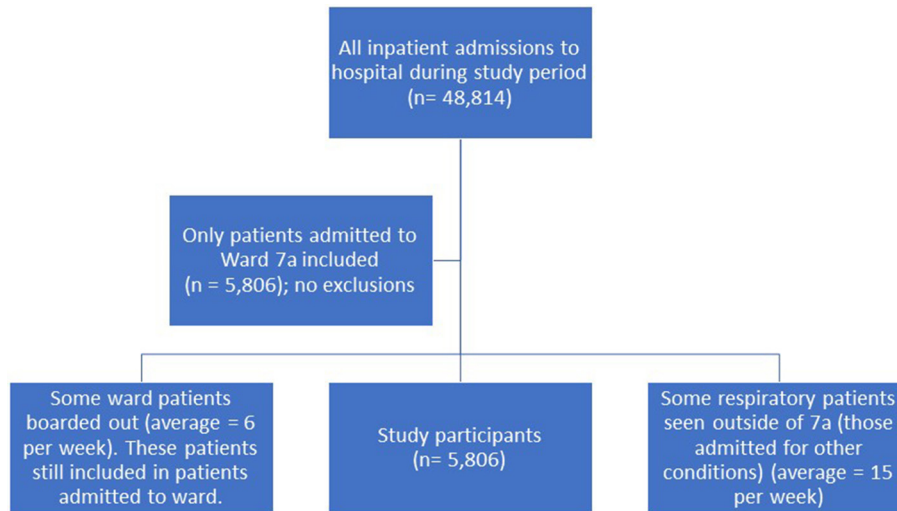 All inpatient admissions to
hospital during study period
(n= 48,814)
Only patients admitted to
Ward 7a included
(n = 5,806); no exclusions
Some ward patients
boarded out (average = 6
per week). These patients
still included in patients
admitted to ward.
Study participants
(n = 5,806)
Some respiratory patients
seen outside of 7a (those
admitted for other
conditions) (average = 15
per week)